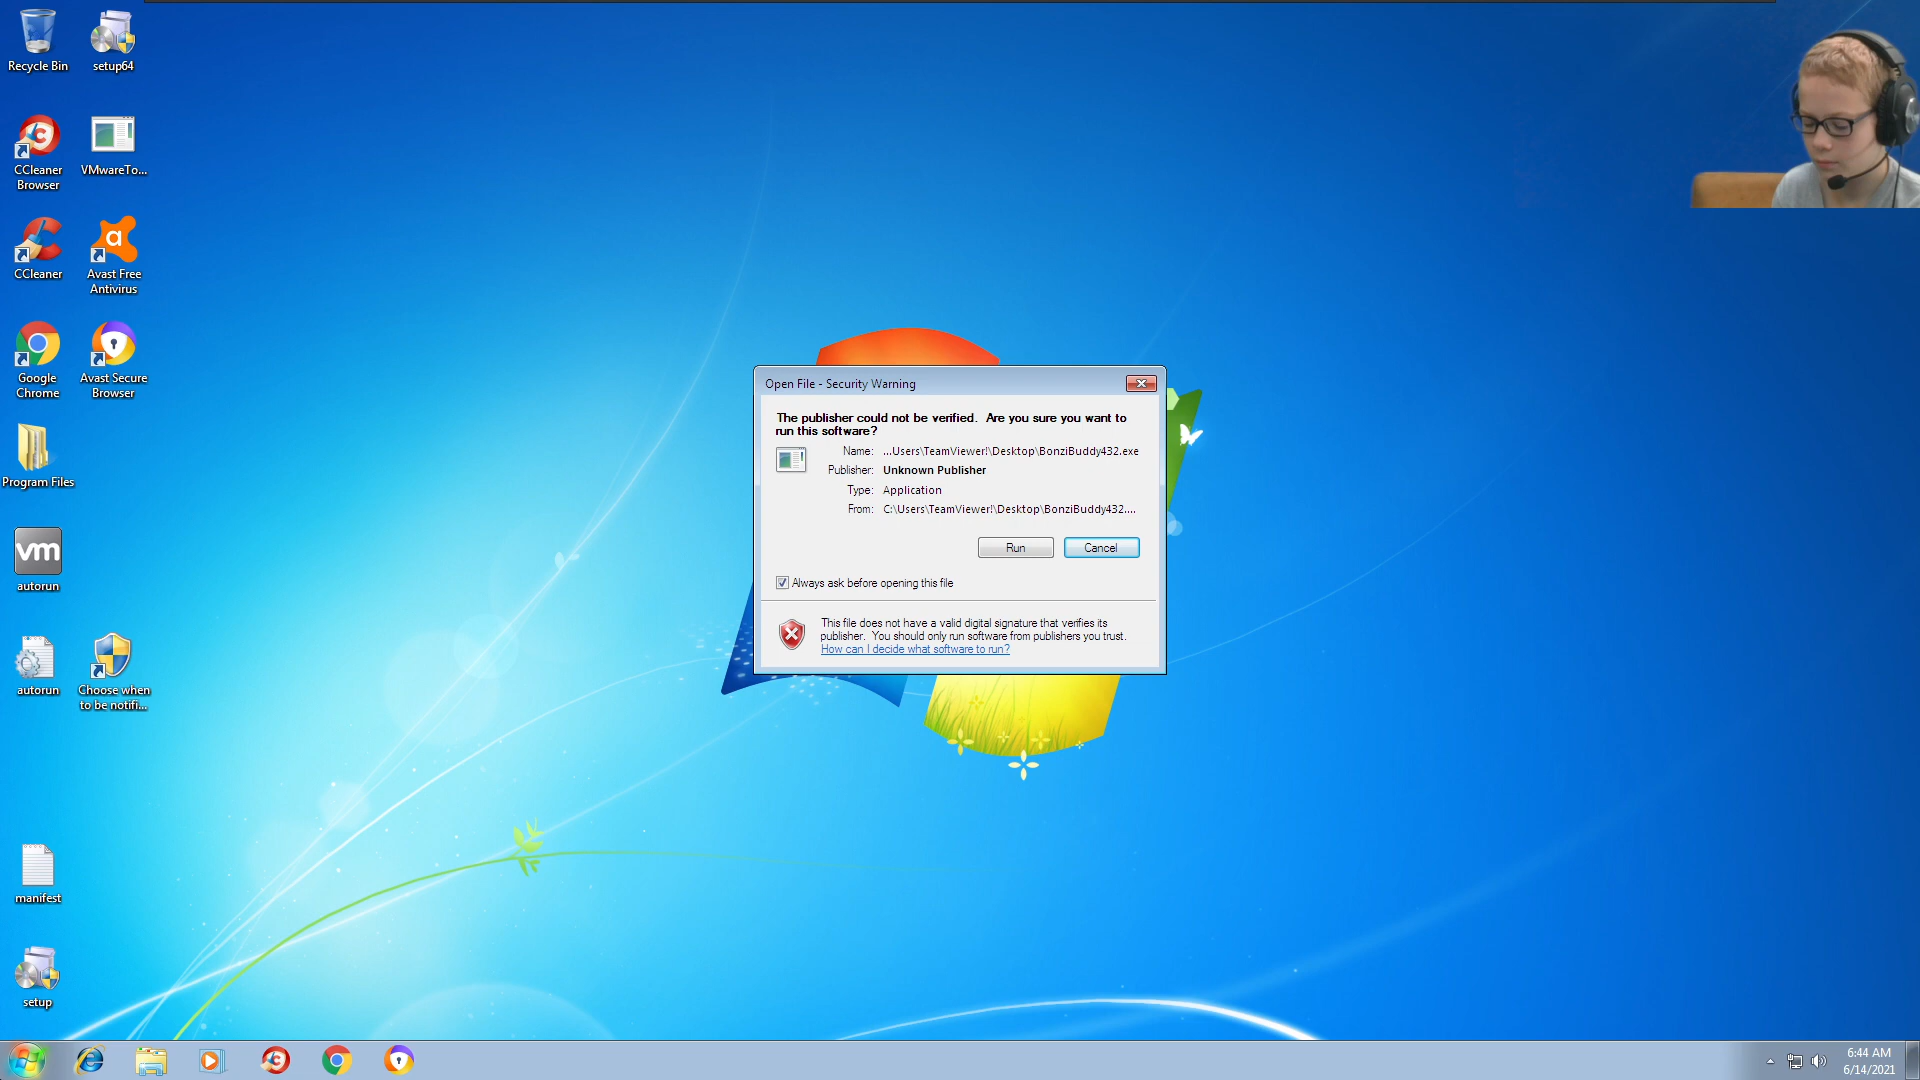 Recycle Bin
setup64
CCleaner
Browser
VMwareTo...
CCleaner
Avast Free
Antivirus
Google
Chrome
Avast Secure
Browser
Program Files
vm
autorun
autorun
Choose when
to be notifi...
manifest
setup
Open File - Security Warning
The publisher could not be verified.  Are you sure you want to
run this software?
Name: ...Users\TeamViewer!\Desktop\BonziBuddy432.exe
Publisher: Unknown Publisher
Type: Application
From: C:\Users\TeamViewer!\Desktop\BonziBuddy432....
Run
Cancel
Always ask before opening this file
This file does not have a valid digital signature that verifies its
publisher.  You should only run software from publishers you trust.
How can I decide what software to run?
6:44 AM
6/14/2021